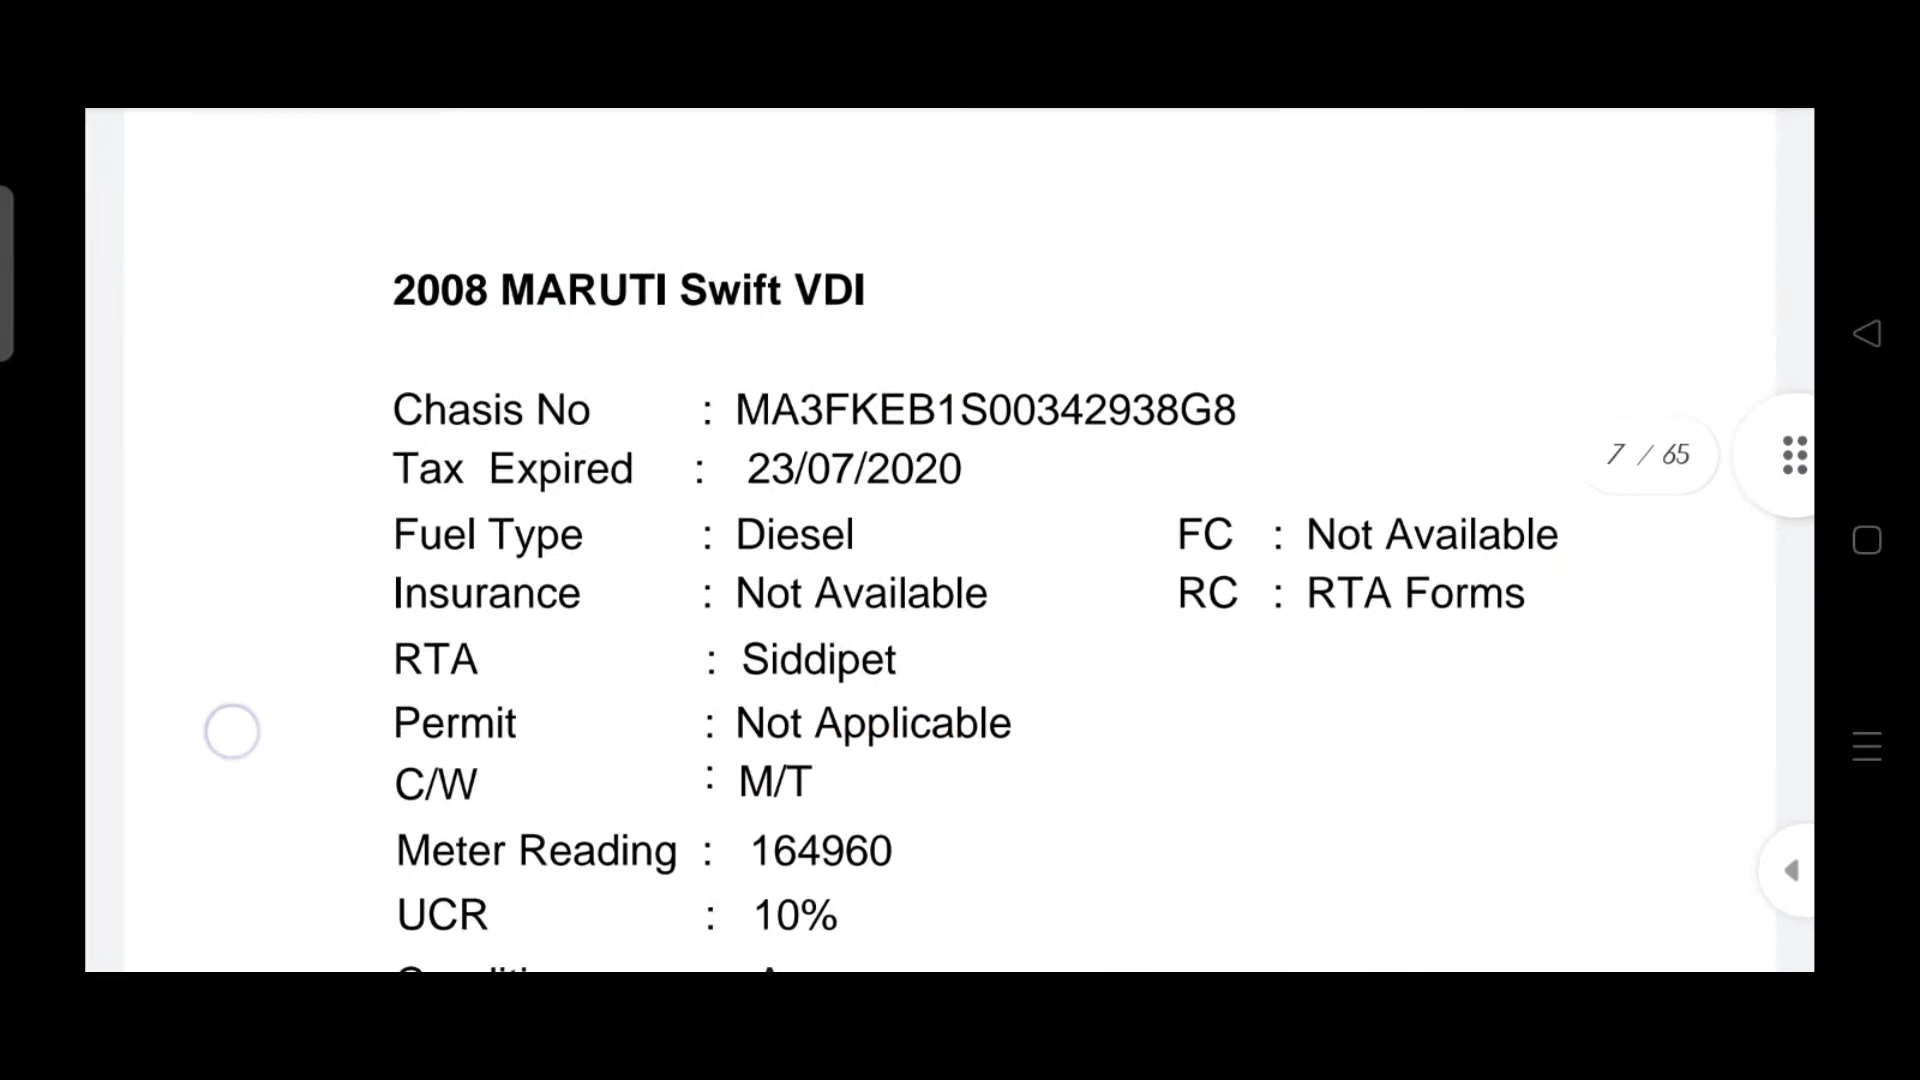 2008 MARUTI Swift VDI
Chasis No : MA3FKEB1S00342938G8
7 / 65
Tax Expired : 23/07/2020
Fuel Type : Diesel FC : Not Available
Insurance : Not Available RC : RTA Forms
RTA : Siddipet
Permit : Not Applicable
C/W : M/T
Meter Reading : 164960
UCR : 10%